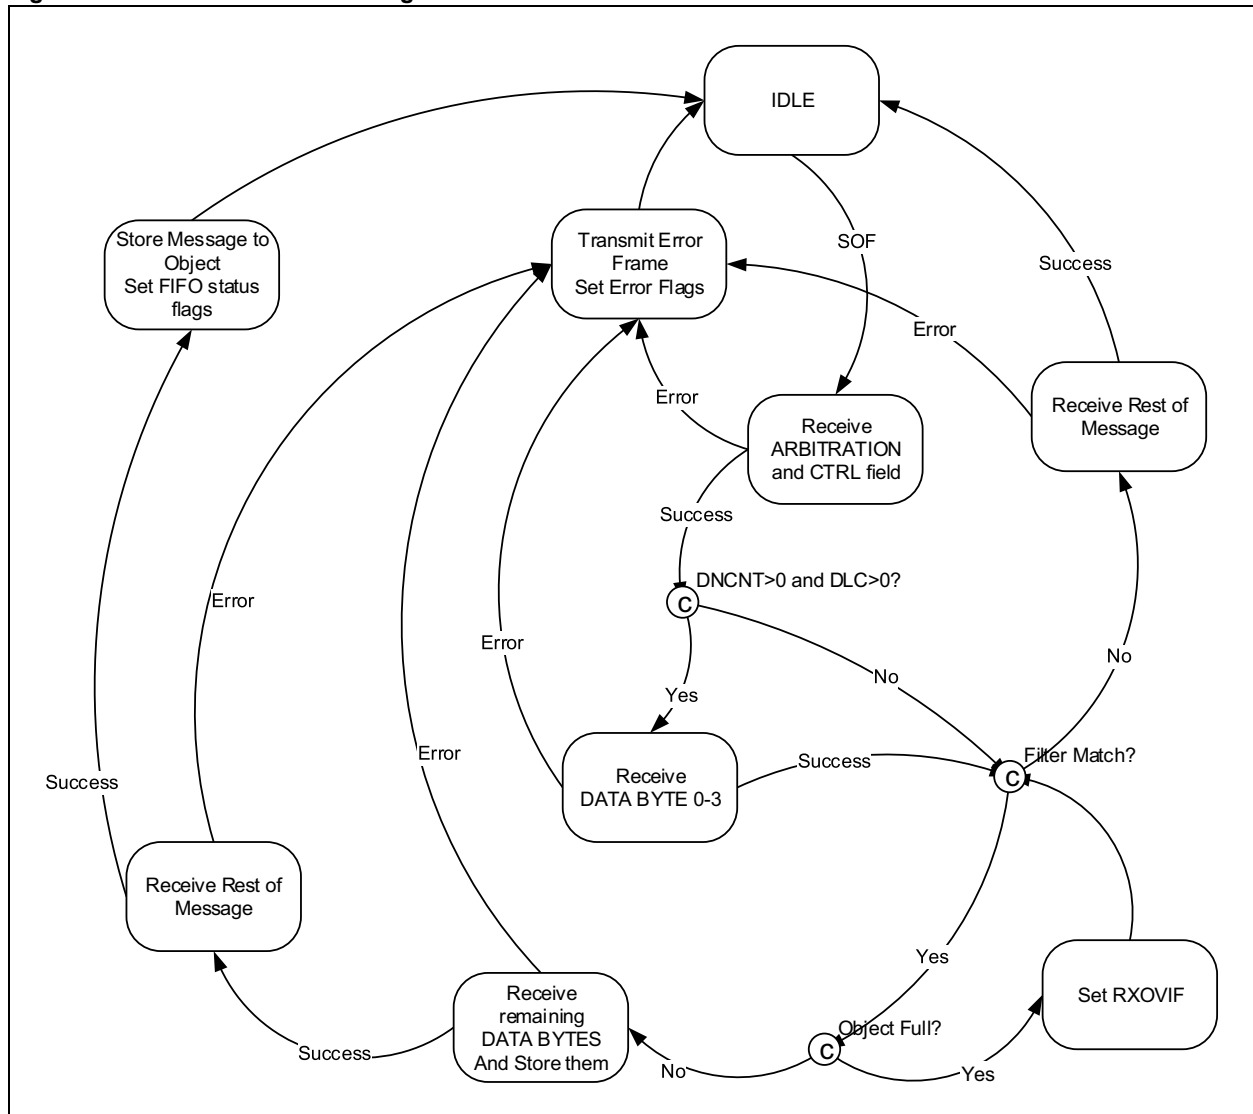 IDLE
Store Message to
Object
Set FIFO status
flags
Transmit Error
Frame
Set Error Flags
SOF
Success
Error
Receive Rest of
Message
Error
Receive
ARBITRATION
and CTRL field
Success
DNCNT>0 and DLC>0?
C
Error
Error
No
No
Yes
Error
Success
Filter Match?
C
Success
Receive
DATA BYTE 0-3
Receive Rest of
Message
Yes
Set RXOVIF
Receive
remaining
DATA BYTES
And Store them
Object Full?
C
Success
No
Yes